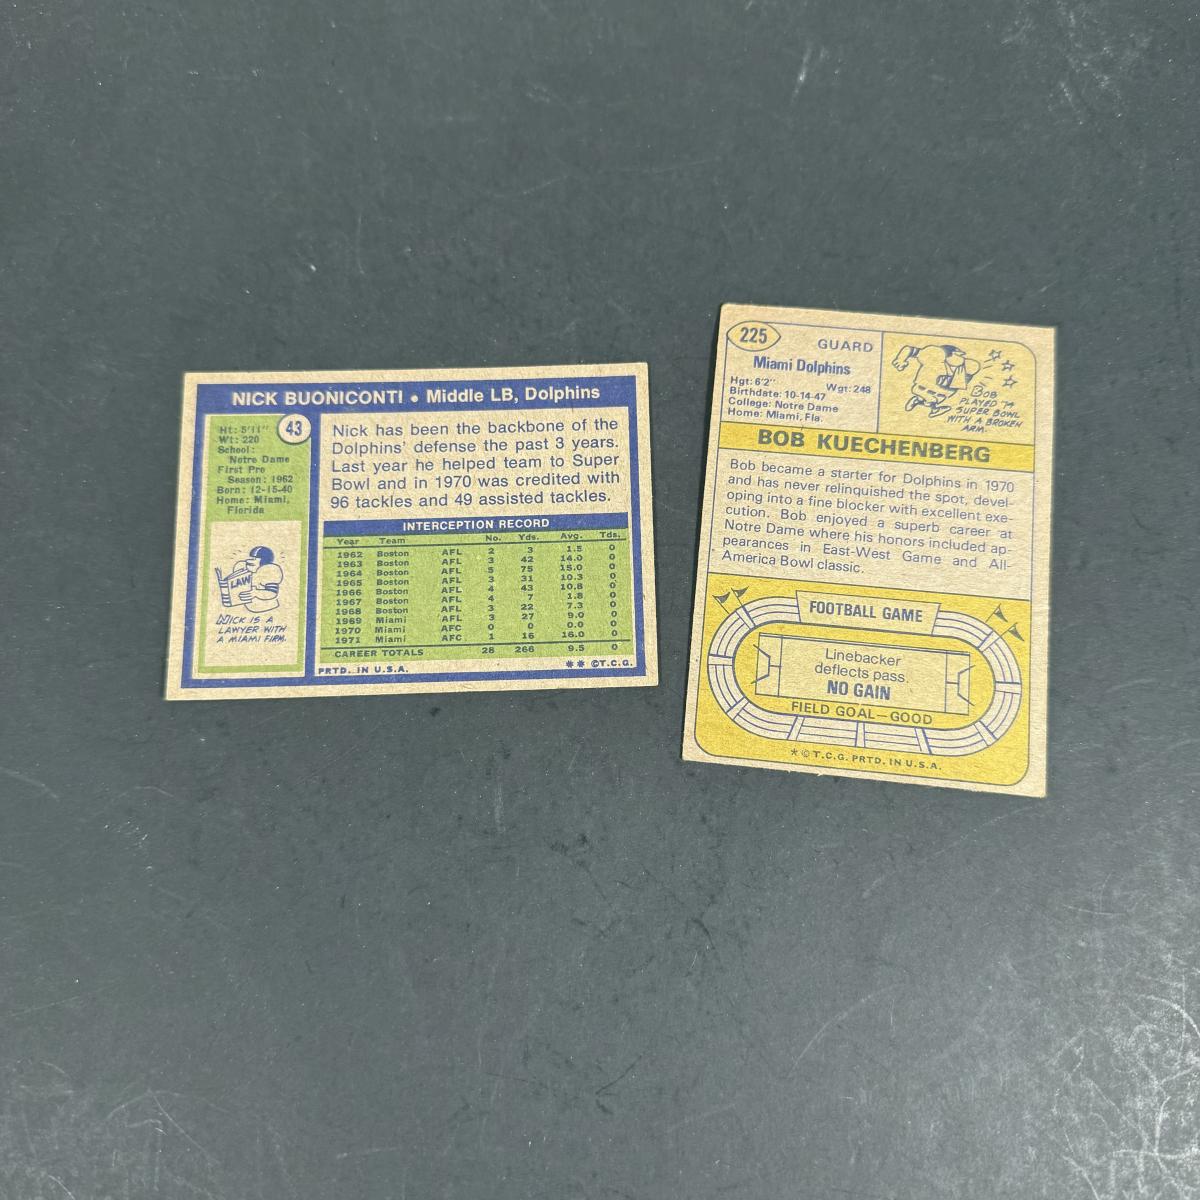 NICK BUONICONTI • Middle LB, Dolphins
43
Ht: 5'11"
Wt: 220
School:
Notre Dame
First Pro
Season: 1962
Born: 12-15-40
Home: Miami,
Florida
Nick has been the backbone of the
Dolphins' defense the past 3 years.
Last year he helped team to Super
Bowl and in 1970 was credited with
96 tackles and 49 assisted tackles.
LAW
NICK IS A
LAWYER WITH
A MIAMI FIRM.
INTERCEPTION RECORD
Year Team No. Yds. Avg. Tds.
1962 Boston AFL 2 3 1.5 0
1963 Boston AFL 3 42 14.0 0
1964 Boston AFL 5 75 15.0 0
1965 Boston AFL 3 31 10.3 0
1966 Boston AFL 4 43 10.8 0
1967 Boston AFL 4 7 1.8 0
1968 Boston AFL 3 22 7.3 0
1969 Miami AFL 3 27 9.0 0
1970 Miami AFC 0 0 0.0 0
1971 Miami AFC 1 16 16.0 0
CAREER TOTALS 28 266 9.5 0
PRTD. IN U.S.A. ** ©T.C.G.
225
GUARD
Miami Dolphins
Hgt: 6'2" Wgt: 248
Birthdate: 10-14-47
College: Notre Dame
Home: Miami, Fla.
BOB
PLAYED '74
SUPER BOWL
WITH A BROKEN
ARM.
BOB KUECHENBERG
Bob became a starter for Dolphins in 1970
and has never relinquished the spot, devel-
oping into a fine blocker with excellent exe-
cution. Bob enjoyed a superb career at
Notre Dame where his honors included ap-
pearances in East-West Game and All-
America Bowl classic.
FOOTBALL GAME
Linebacker
deflects pass.
NO GAIN
FIELD GOAL—GOOD
* © T.C.G. PRTD. IN U.S.A.